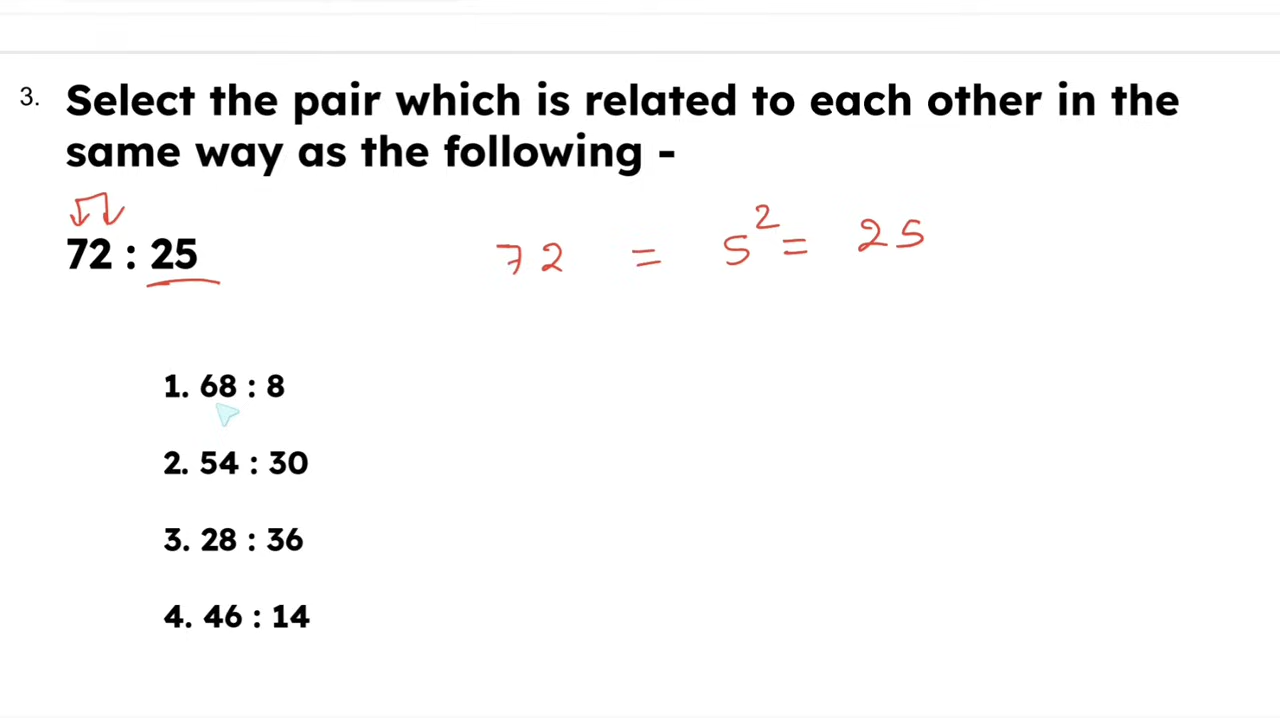 3. Select the pair which is related to each other in the
same way as the following -
72 : 25 72 = 5² = 25
1. 68 : 8
2. 54 : 30
3. 28 : 36
4. 46 : 14